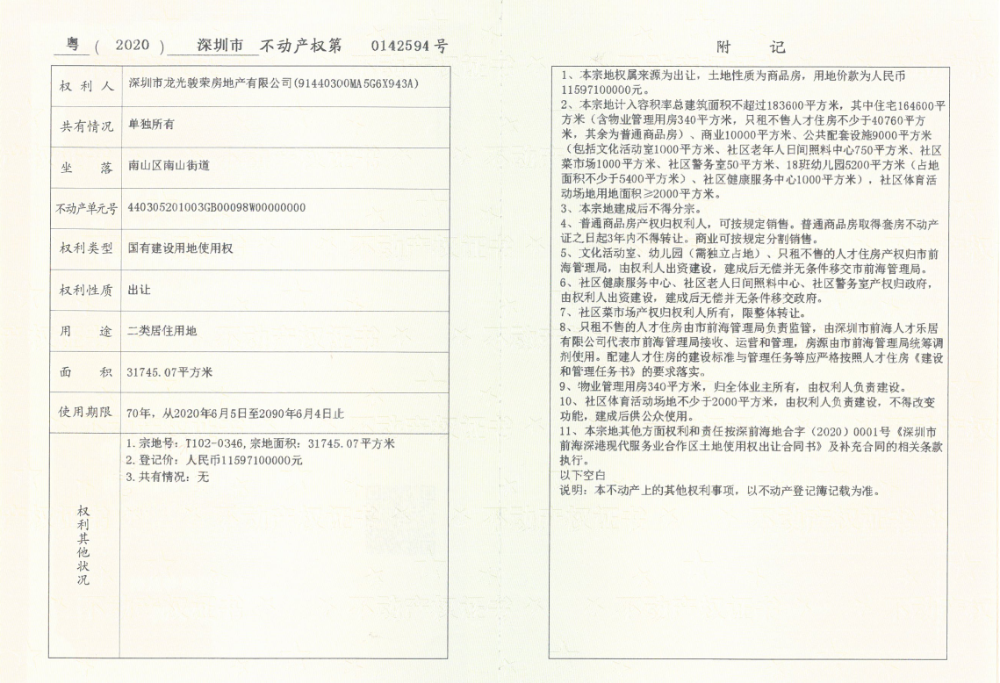 粤 ( 2020 ) 深圳市 不动产权第 0142594 号
权利人 深圳市龙光骏荣房地产有限公司(91440300MA5G6X943A)
共有情况 单独所有
坐落 南山区南山街道
不动产单元号 440305201003GB00098W00000000
权利类型 国有建设用地使用权
权利性质 出让
用途 二类居住用地
面积 31745.07平方米
使用期限 70年，从2020年6月5日至2090年6月4日止
权利其他状况
1.宗地号：T102-0346,宗地面积：31745.07平方米
2.登记价：人民币11597100000元
3.共有情况：无
附 记
1、本宗地权属来源为出让，土地性质为商品房，用地价款为人民币
11597100000元。
2、本宗地计入容积率总建筑面积不超过183600平方米，其中住宅164600平
方米（含物业管理用房340平方米，只租不售人才住房不少于40760平方
米，其余为普通商品房）、商业10000平方米、公共配套设施9000平方米
（包括文化活动室1000平方米、社区老年人日间照料中心750平方米、社区
菜市场1000平方米、社区警务室50平方米、18班幼儿园5200平方米（占地
面积不少于5400平方米）、社区健康服务中心1000平方米），社区体育活
动场地用地面积≥2000平方米。
3、本宗地建成后不得分宗。
4、普通商品房产权归权利人，可按规定销售。普通商品房取得套房不动产
证之日起3年内不得转让。商业可按规定分割销售。
5、文化活动室、幼儿园（需独立占地）、只租不售的人才住房产权归市前
海管理局，由权利人出资建设，建成后无偿并无条件移交市前海管理局。
6、社区健康服务中心、社区老人日间照料中心、社区警务室产权归政府，
由权利人出资建设，建成后无偿并无条件移交政府。
7、社区菜市场产权归权利人所有，限整体转让。
8、只租不售的人才住房由市前海管理局负责监管，由深圳市前海人才乐居
有限公司代表市前海管理局接收、运营和管理，房源由市前海管理局统筹调
剂使用。配建人才住房的建设标准与管理任务等应严格按照人才住房《建设
和管理任务书》的要求落实。
9、物业管理用房340平方米，归全体业主所有，由权利人负责建设。
10、社区体育活动场地不少于2000平方米，由权利人负责建设，不得改变
功能，建成后供公众使用。
11、本宗地其他方面权利和责任按深前海地合字（2020）0001号《深圳市
前海深港现代服务业合作区土地使用权出让合同书》及补充合同的相关条款
执行。
以下空白
说明：本不动产上的其他权利事项，以不动产登记簿记载为准。